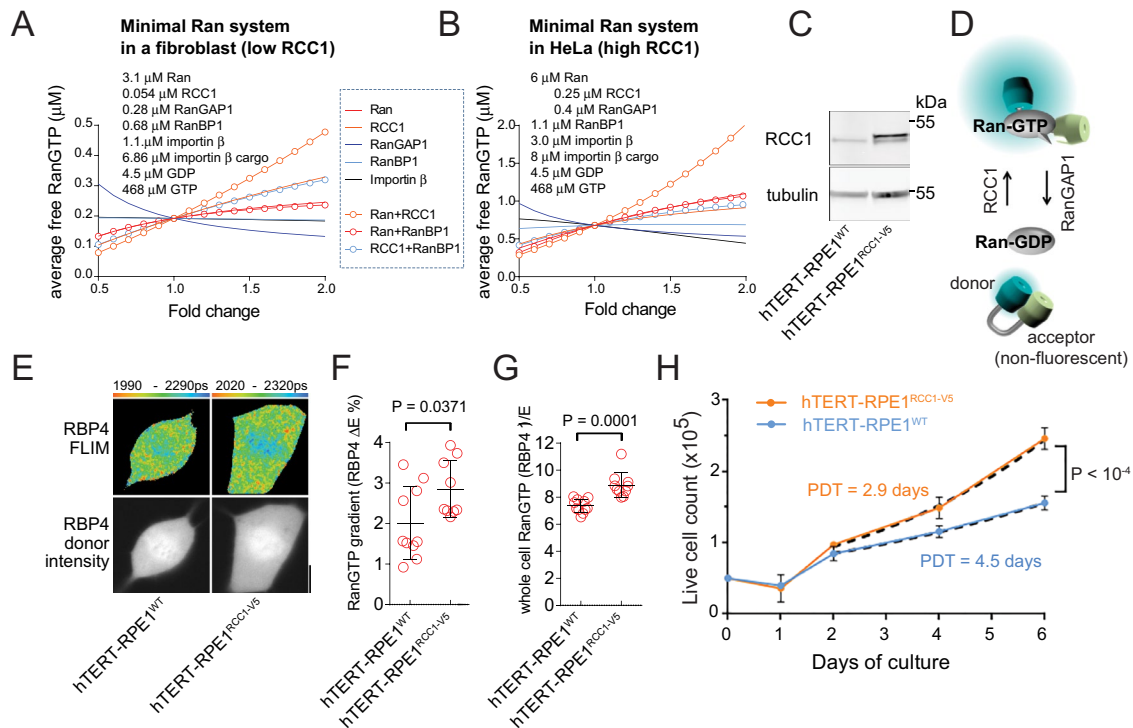 A
Minimal Ran system
in a fibroblast (low RCC1)
3.1 µM Ran
0.054 µM RCC1
0.28 µM RanGAP1
0.68 µM RanBP1
1.1.µM importin β
6.86 µM importin β cargo
4.5 µM GDP
468 µM GTP
average free RanGTP (µM)
0.5
0.4
0.3
0.2
0.1
0.0
0.5
1.0
1.5
2.0
Fold change
Ran
RCC1
RanGAP1
RanBP1
Importin β
Ran+RCC1
Ran+RanBP1
RCC1+RanBP1
B
Minimal Ran system
in HeLa (high RCC1)
6 µM Ran
0.25 µM RCC1
0.4 µM RanGAP1
1.1 µM RanBP1
3.0 µM importin β
8 µM importin β cargo
4.5 µM GDP
468 µM GTP
average free RanGTP (µM)
2.0
1.5
1.0
0.5
0.0
0.5
1.0
1.5
2.0
Fold change
C
kDa
RCC1
55
tubulin
55
hTERT-RPE1WT
hTERT-RPE1RCC1-V5
D
Ran-GTP
RCC1
RanGAP1
Ran-GDP
donor
acceptor
(non-fluorescent)
E
1990 - 2290ps
2020 - 2320ps
RBP4
FLIM
RBP4
donor
intensity
hTERT-RPE1WT
hTERT-RPE1RCC1-V5
F
P = 0.0371
RanGTP gradient (RBP4 ΔE %)
4
3
2
1
0
hTERT-RPE1WT
hTERT-RPE1RCC1-V5
G
P = 0.0001
whole cell RanGTP (RBP4 1/E
12
10
8
6
4
2
0
hTERT-RPE1WT
hTERT-RPE1RCC1-V5
H
hTERT-RPE1RCC1-V5
hTERT-RPE1WT
Live cell count (x10⁵)
3
2
1
0
PDT = 2.9 days
PDT = 4.5 days
P < 10⁻⁴
0
1
2
3
4
5
6
Days of culture